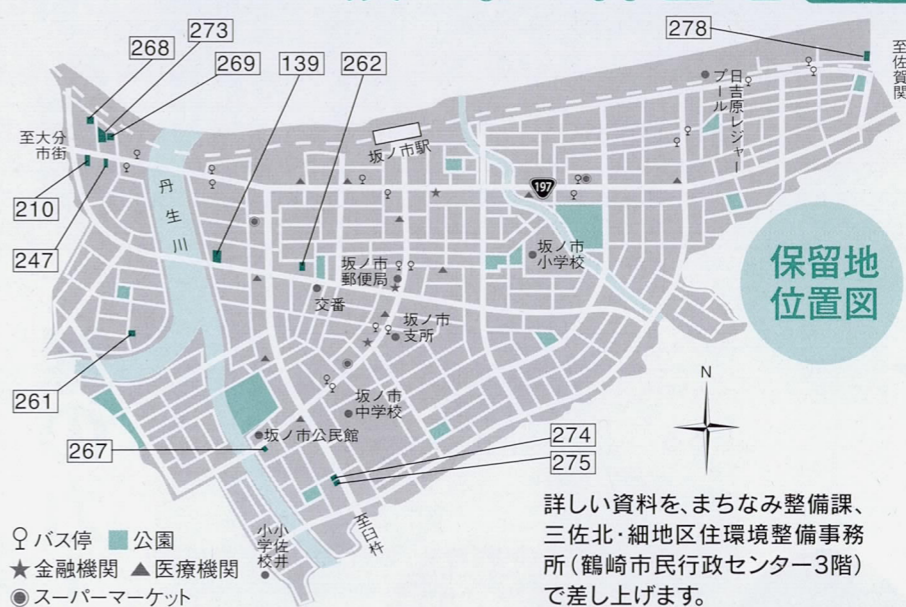 268
273
269
139
262
278
至佐賀関
至大分
市街
日吉原レジャー
プール
坂ノ市駅
197
210
247
丹生川
坂ノ市
小学校
坂ノ市
郵便局
交番
坂ノ市
支所
保留地
位置図
261
坂ノ市
中学校
坂ノ市公民館
267
274
275
N
至臼杵
小佐井
小学校
バス停 公園
金融機関 医療機関
スーパーマーケット
詳しい資料を、まちなみ整備課、
三佐北・細地区住環境整備事務
所(鶴崎市民行政センター3階)
で差し上げます。